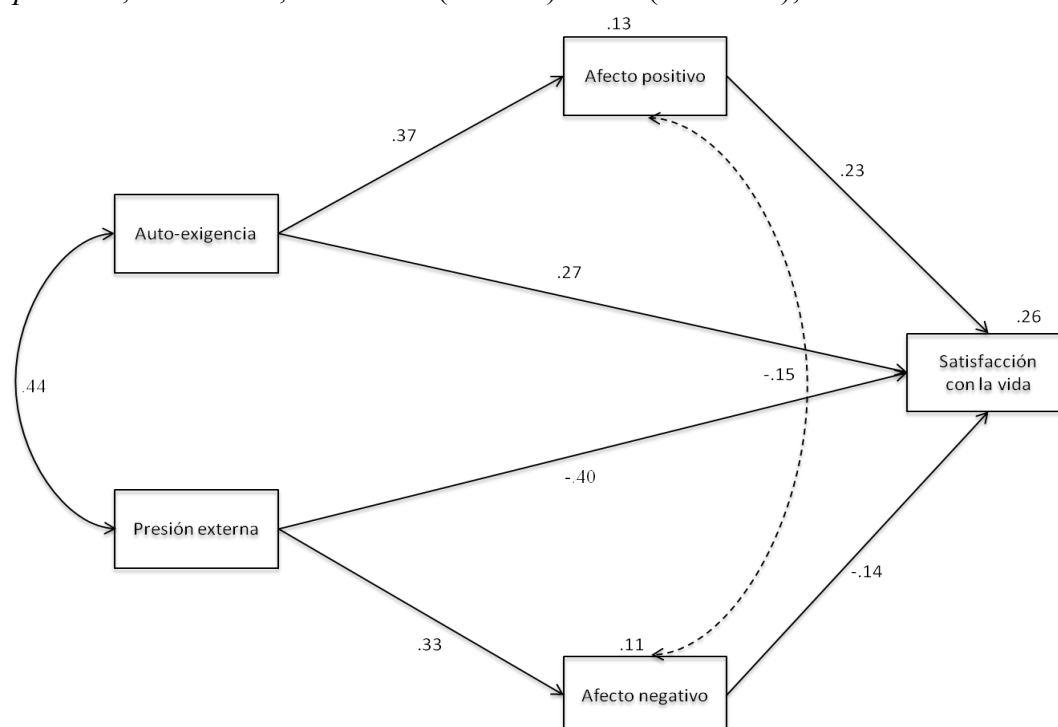 .13
Afecto positivo
.37
.23
Auto-exigencia
.27
.26
Satisfacción
con la vida
-.15
.44
-.40
Presión externa
-.14
.33
.11
Afecto negativo